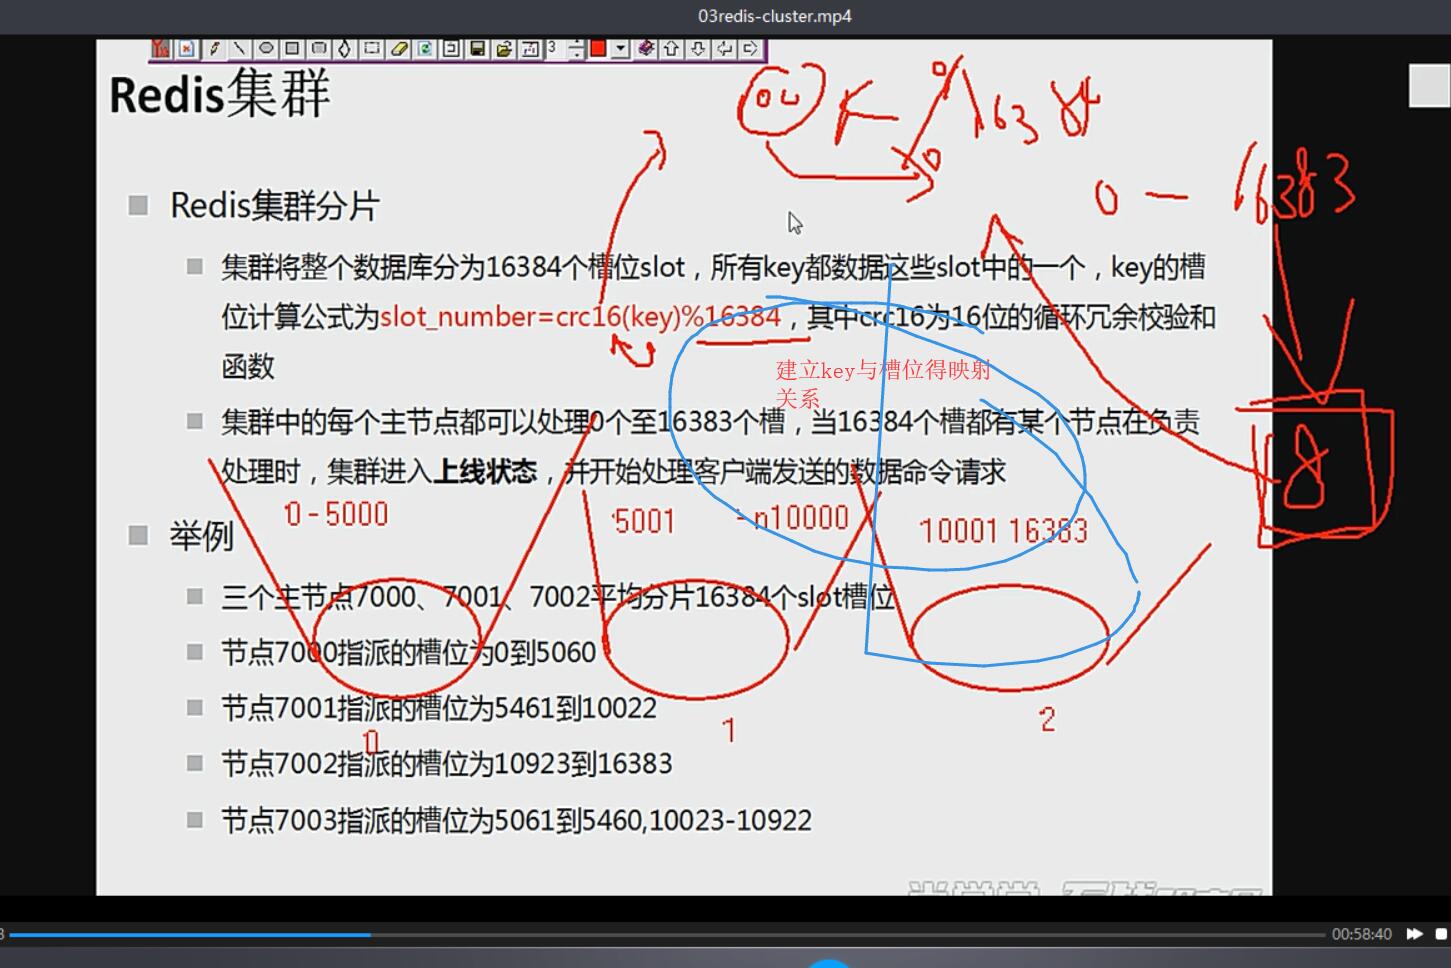 03redis-cluster.mp4
3
Redis集群
K % 16384
0 - 16383
Redis集群分片
集群将整个数据库分为16384个槽位slot，所有key都数据这些slot中的一个，key的槽
位计算公式为slot_number=crc16(key)%16384，其中crc16为16位的循环冗余校验和
函数
建立key与槽位得映射
关系
集群中的每个主节点都可以处理0个至16383个槽，当16384个槽都有某个节点在负责
处理时，集群进入上线状态，并开始处理客户端发送的数据命令请求
8
0-5000
5001 -n10000
10001 16383
举例
三个主节点7000、7001、7002平均分片16384个slot槽位
节点7000指派的槽位为0到5060
节点7001指派的槽位为5461到10022
0
1
2
节点7002指派的槽位为10923到16383
节点7003指派的槽位为5061到5460,10023-10922
3
00:58:40